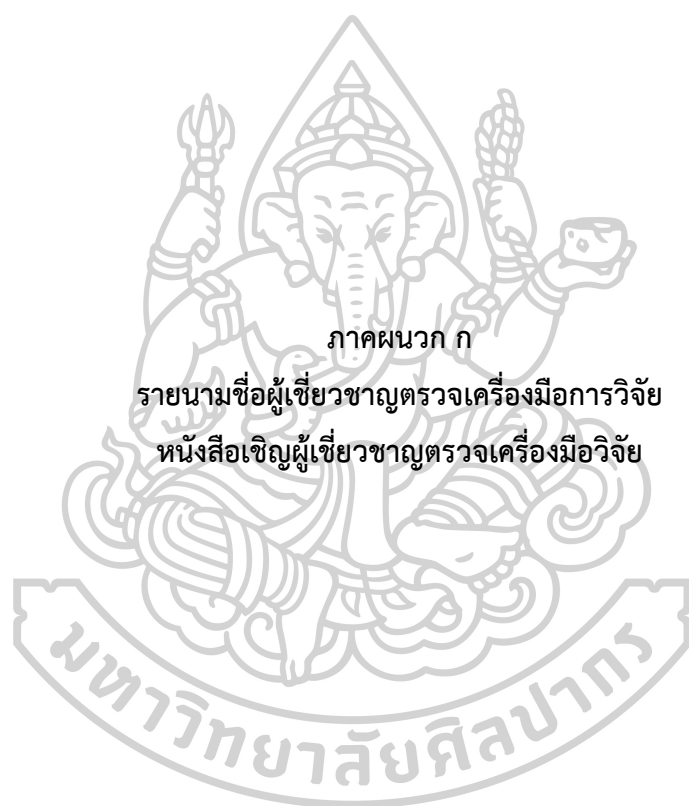 ภาคผนวก ก
รายนามชื่อผู้เชี่ยวชาญตรวจเครื่องมือการวิจัย
หนังสือเชิญผู้เชี่ยวชาญตรวจเครื่องมือวิจัย
มหาวิทยาลัยศิลปากร